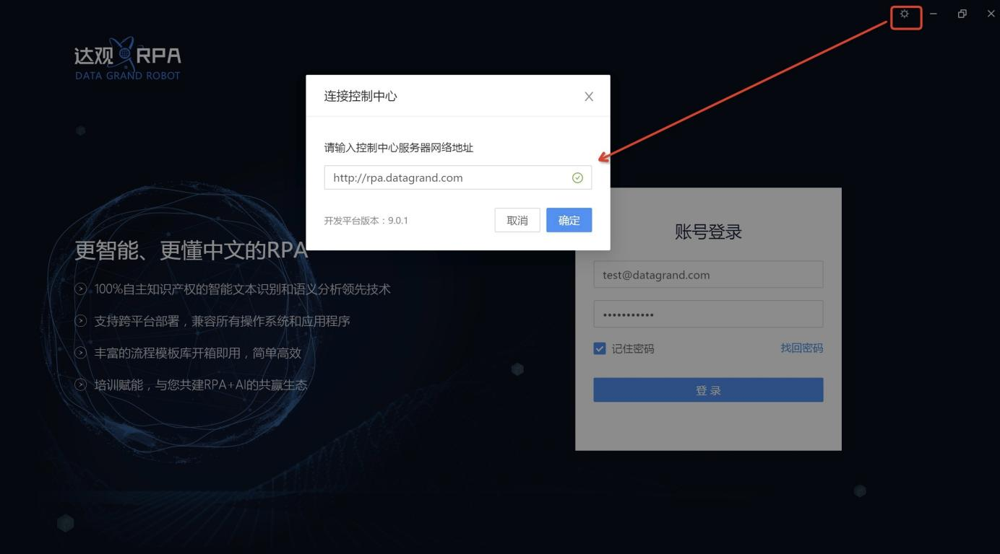 达观 RPA
DATA GRAND ROBOT
连接控制中心
请输入控制中心服务器网络地址
http://rpa.datagrand.com
开发平台版本：9.0.1
取消
确定
更智能、更懂中文的RPA
100%自主知识产权的智能文本识别和语义分析领先技术
支持跨平台部署，兼容所有操作系统和应用程序
丰富的流程模板库开箱即用，简单高效
培训赋能，与您共建RPA+AI的共赢生态
账号登录
test@datagrand.com
•••••••••••
记住密码
找回密码
登 录